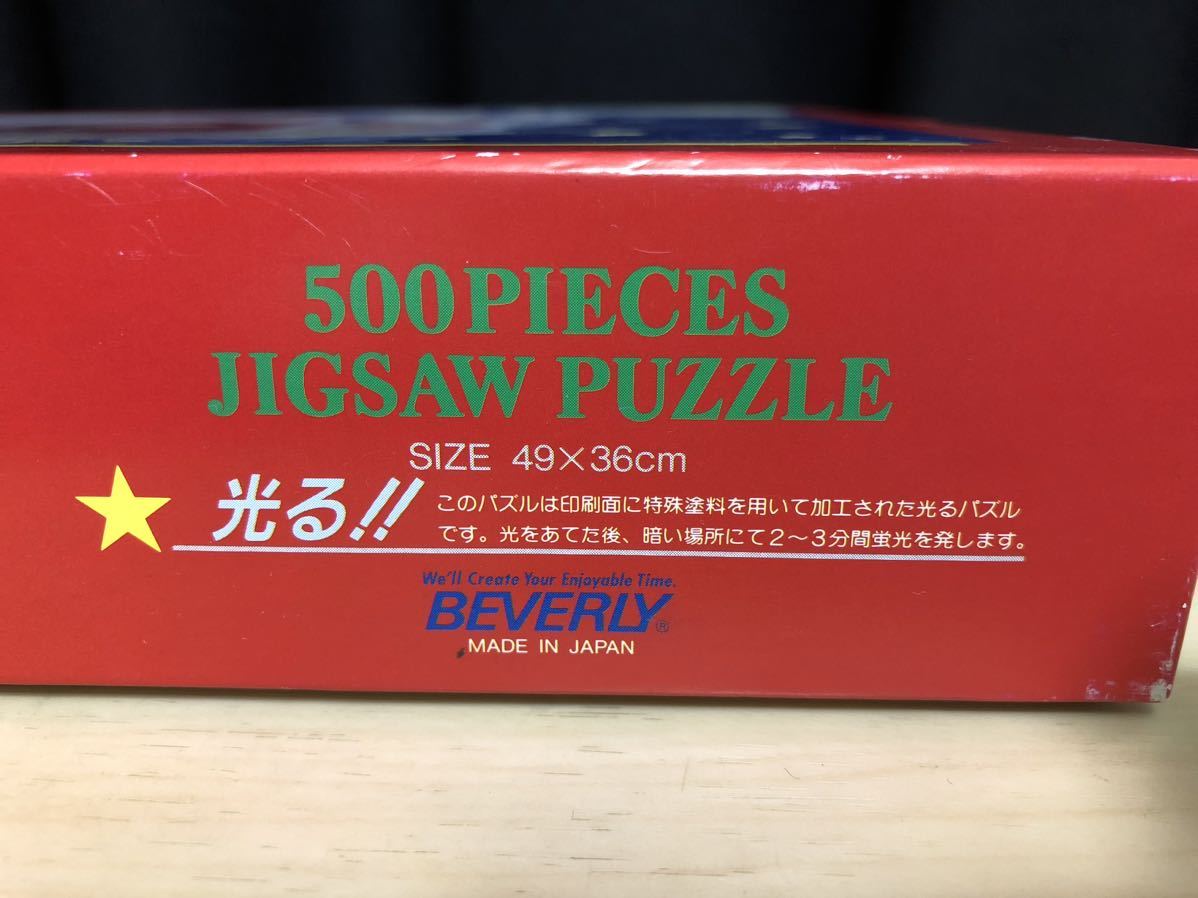 500PIECES
JIGSAW PUZZLE
SIZE 49×36cm
光る!!
このパズルは印刷面に特殊塗料を用いて加工された光るパズル
です。光をあてた後、暗い場所にて2〜3分間蛍光を発します。
We'll Create Your Enjoyable Time.
BEVERLY®
MADE IN JAPAN